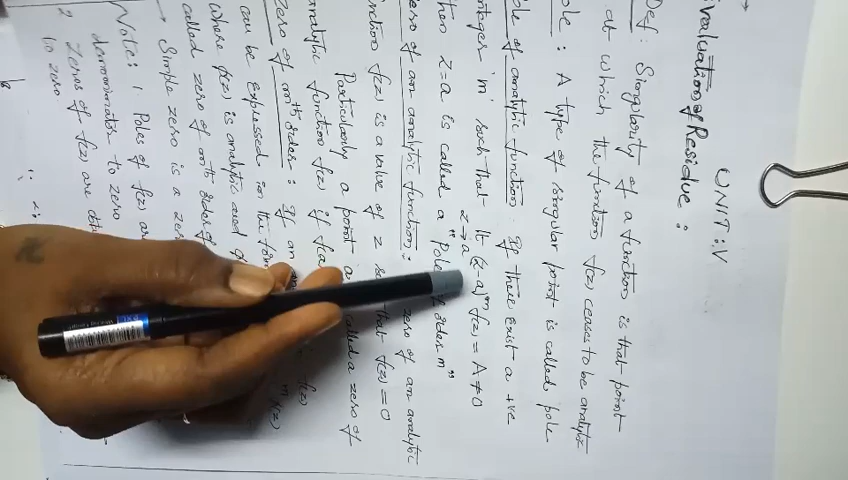 UNIT: V
Evaluation of Residue:
Def: Singularity of a function is that point
at which the function f(z) ceases to be analytic
Pole: A type of singular point is called pole
Pole of analytic function: If there exist a +ve
integer 'm' such that lt z→a (z-a)^m f(z) = A ≠ 0
then z=a is called a "Pole of order m"
Zeros of an analytic function: zero of an analytic
function f(z) is a value of z that f(z)=0
Particularly a point a called a zero of
analytic function f(z) if f(a
Zero of mth order: If an
can be expressed in the form
where φ(z) is analytic and
called zero of mth order of
→ Simple zero is a zero
Note: 1 Poles of f(z) are
denominator to zero
2 Zeros of f(z) are
to zero